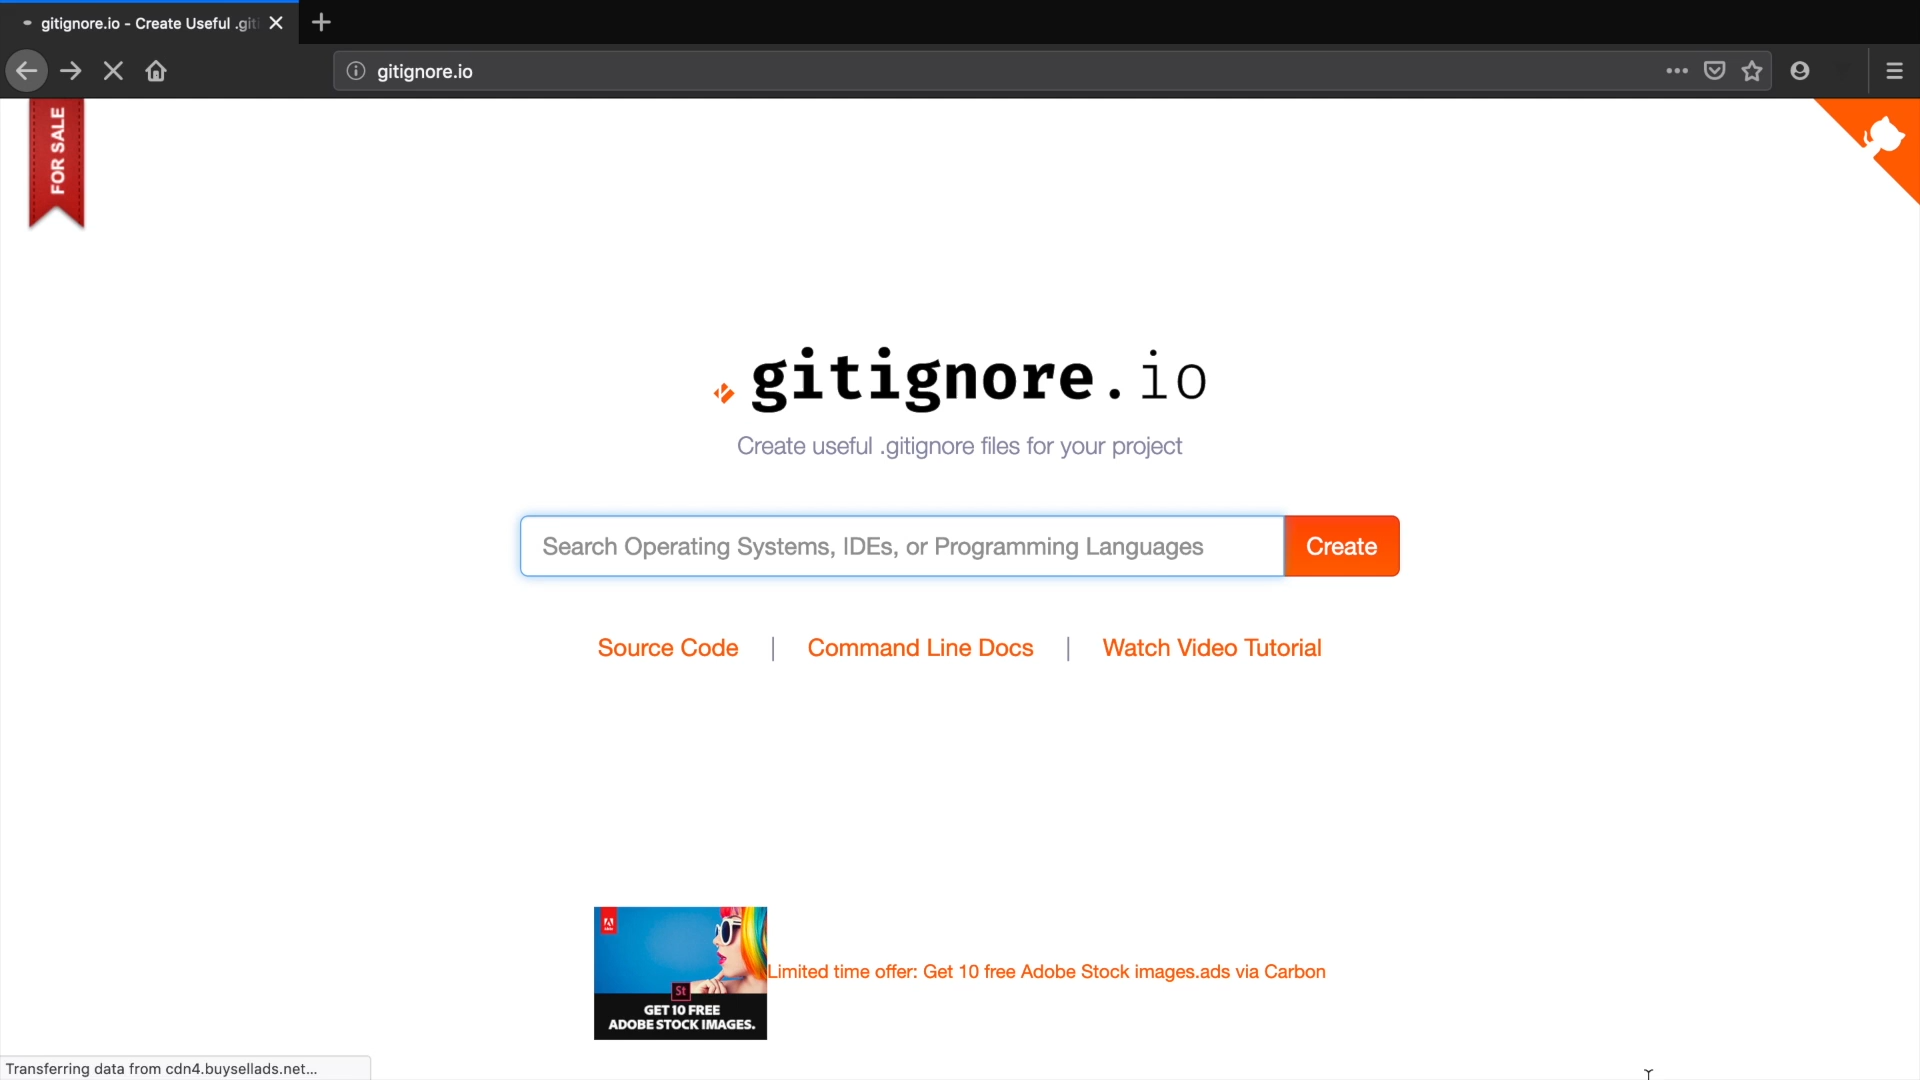 gitignore.io - Create Useful .git
gitignore.io
FOR SALE
gitignore.io
Create useful .gitignore files for your project
Search Operating Systems, IDEs, or Programming Languages
Create
Source Code | Command Line Docs | Watch Video Tutorial
St
GET 10 FREE
ADOBE STOCK IMAGES.
Limited time offer: Get 10 free Adobe Stock images.ads via Carbon
Transferring data from cdn4.buysellads.net...